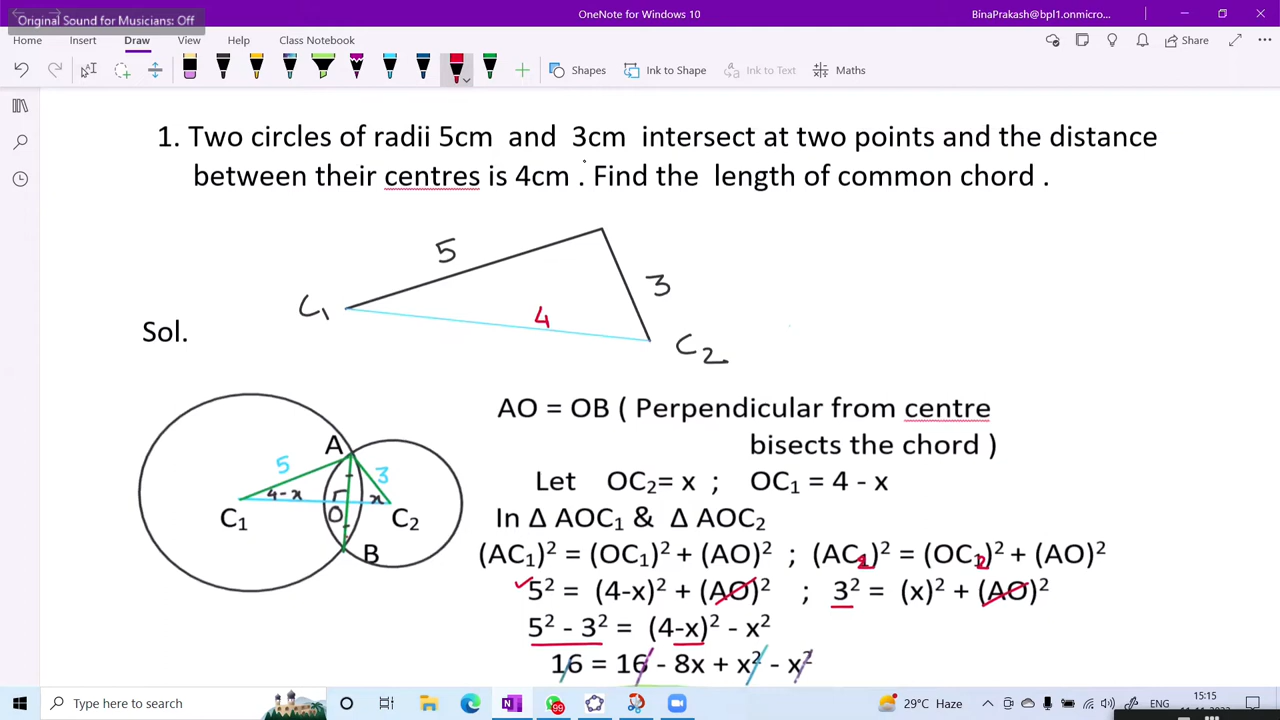 Original Sound for Musicians: Off
OneNote for Windows 10
BinaPrakash@bpl1.onmicro...
Home Insert Draw View Help Class Notebook
Share
Shapes Ink to Shape Ink to Text Maths
1. Two circles of radii 5cm and 3cm intersect at two points and the distance
between their centres is 4cm . Find the length of common chord .
5
3
C₁
4
C₂
Sol.
AO = OB ( Perpendicular from centre
bisects the chord )
A
5 3
4-x x
C₁ O C₂
B
Let OC₂= x ; OC₁ = 4 - x
In Δ AOC₁ & Δ AOC₂
(AC₁)² = (OC₁)² + (AO)² ; (AC₂)² = (OC₂)² + (AO)²
5² = (4-x)² + (AO)² ; 3² = (x)² + (AO)²
5² - 3² = (4-x)² - x²
16 = 16 - 8x + x² - x²
Type here to search
99
29°C Haze
ENG
15:15